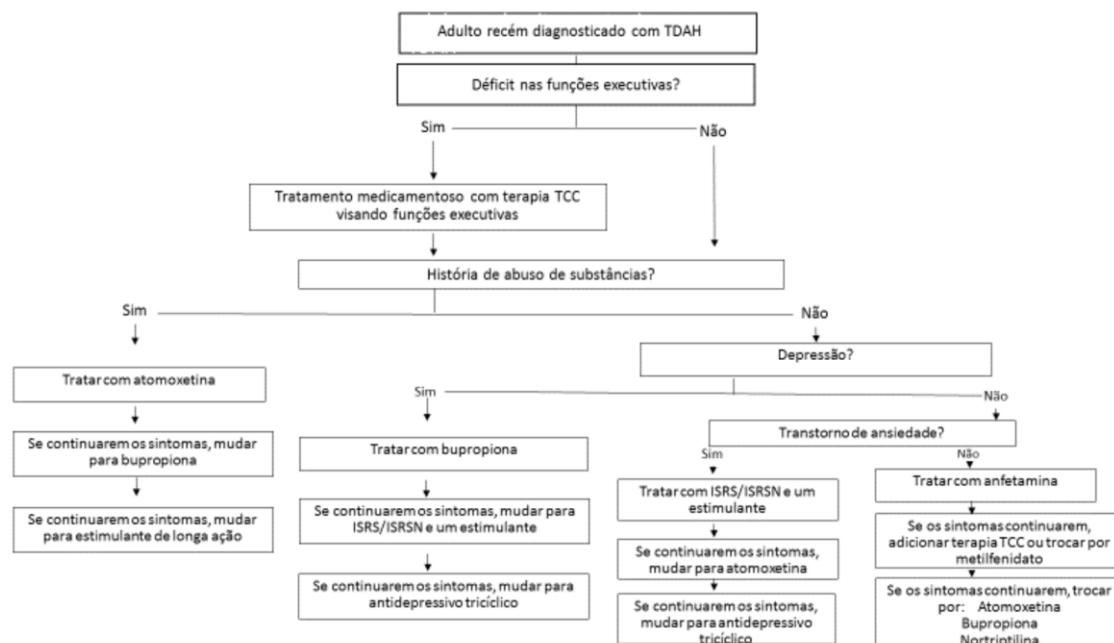 Adulto recém diagnosticado com TDAH
Déficit nas funções executivas?
Sim
Não
Tratamento medicamentoso com terapia TCC
visando funções executivas
História de abuso de substâncias?
Sim
Não
Tratar com atomoxetina
Se continuarem os sintomas, mudar
para bupropiona
Se continuarem os sintomas, mudar
para estimulante de longa ação
Depressão?
Sim
Não
Tratar com bupropiona
Se continuarem os sintomas, mudar para
ISRS/ISRSN e um estimulante
Se continuarem os sintomas, mudar para
antidepressivo tricíclico
Transtorno de ansiedade?
Sim
Não
Tratar com ISRS/ISRSN e um
estimulante
Se continuarem os sintomas,
mudar para atomoxetina
Se continuarem os sintomas,
mudar para antidepressivo
tricíclico
Tratar com anfetamina
Se os sintomas continuarem,
adicionar terapia TCC ou trocar por
metilfenidato
Se os sintomas continuarem, trocar
por: Atomoxetina
Bupropiona
Nortriptilina